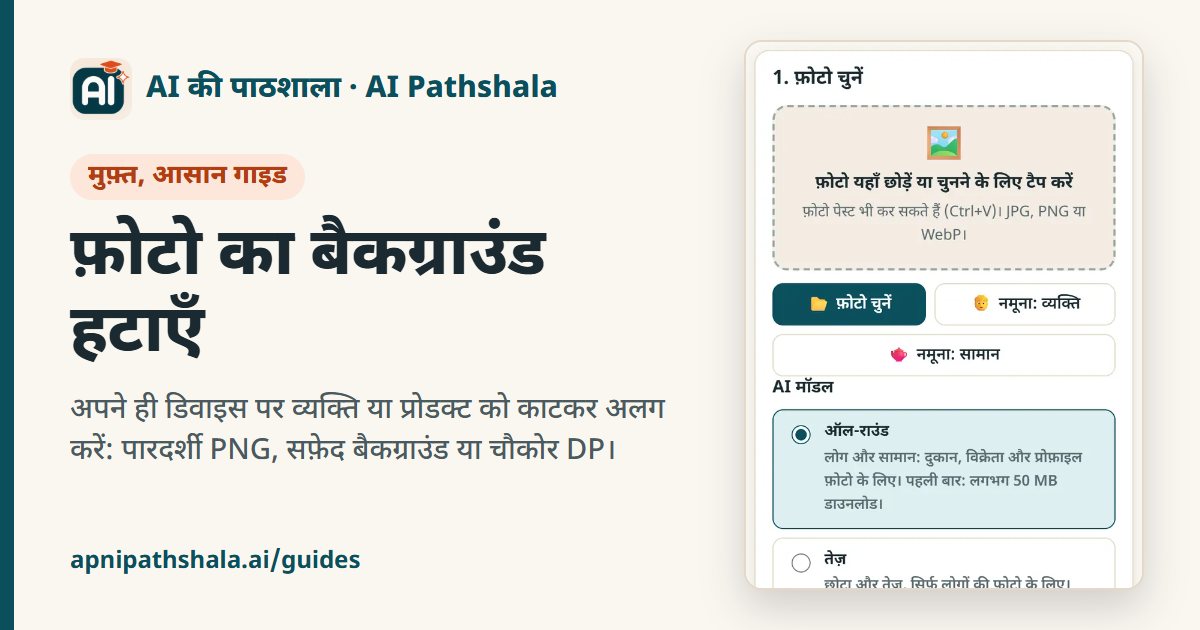 AI
AI की पाठशाला · AI Pathshala
मुफ़्त, आसान गाइड
फ़ोटो का बैकग्राउंड
हटाएँ
अपने ही डिवाइस पर व्यक्ति या प्रोडक्ट को काटकर अलग
करें: पारदर्शी PNG, सफ़ेद बैकग्राउंड या चौकोर DP।
apnipathshala.ai/guides
1. फ़ोटो चुनें
फ़ोटो यहाँ छोड़ें या चुनने के लिए टैप करें
फ़ोटो पेस्ट भी कर सकते हैं (Ctrl+V)। JPG, PNG या
WebP।
फ़ोटो चुनें
नमूना: व्यक्ति
नमूना: सामान
AI मॉडल
ऑल-राउंड
लोग और सामान: दुकान, विक्रेता और प्रोफ़ाइल
फ़ोटो के लिए। पहली बार: लगभग 50 MB
डाउनलोड।
तेज़
छोटा और तेज़, सिर्फ़ लोगों की फ़ोटो के लिए।